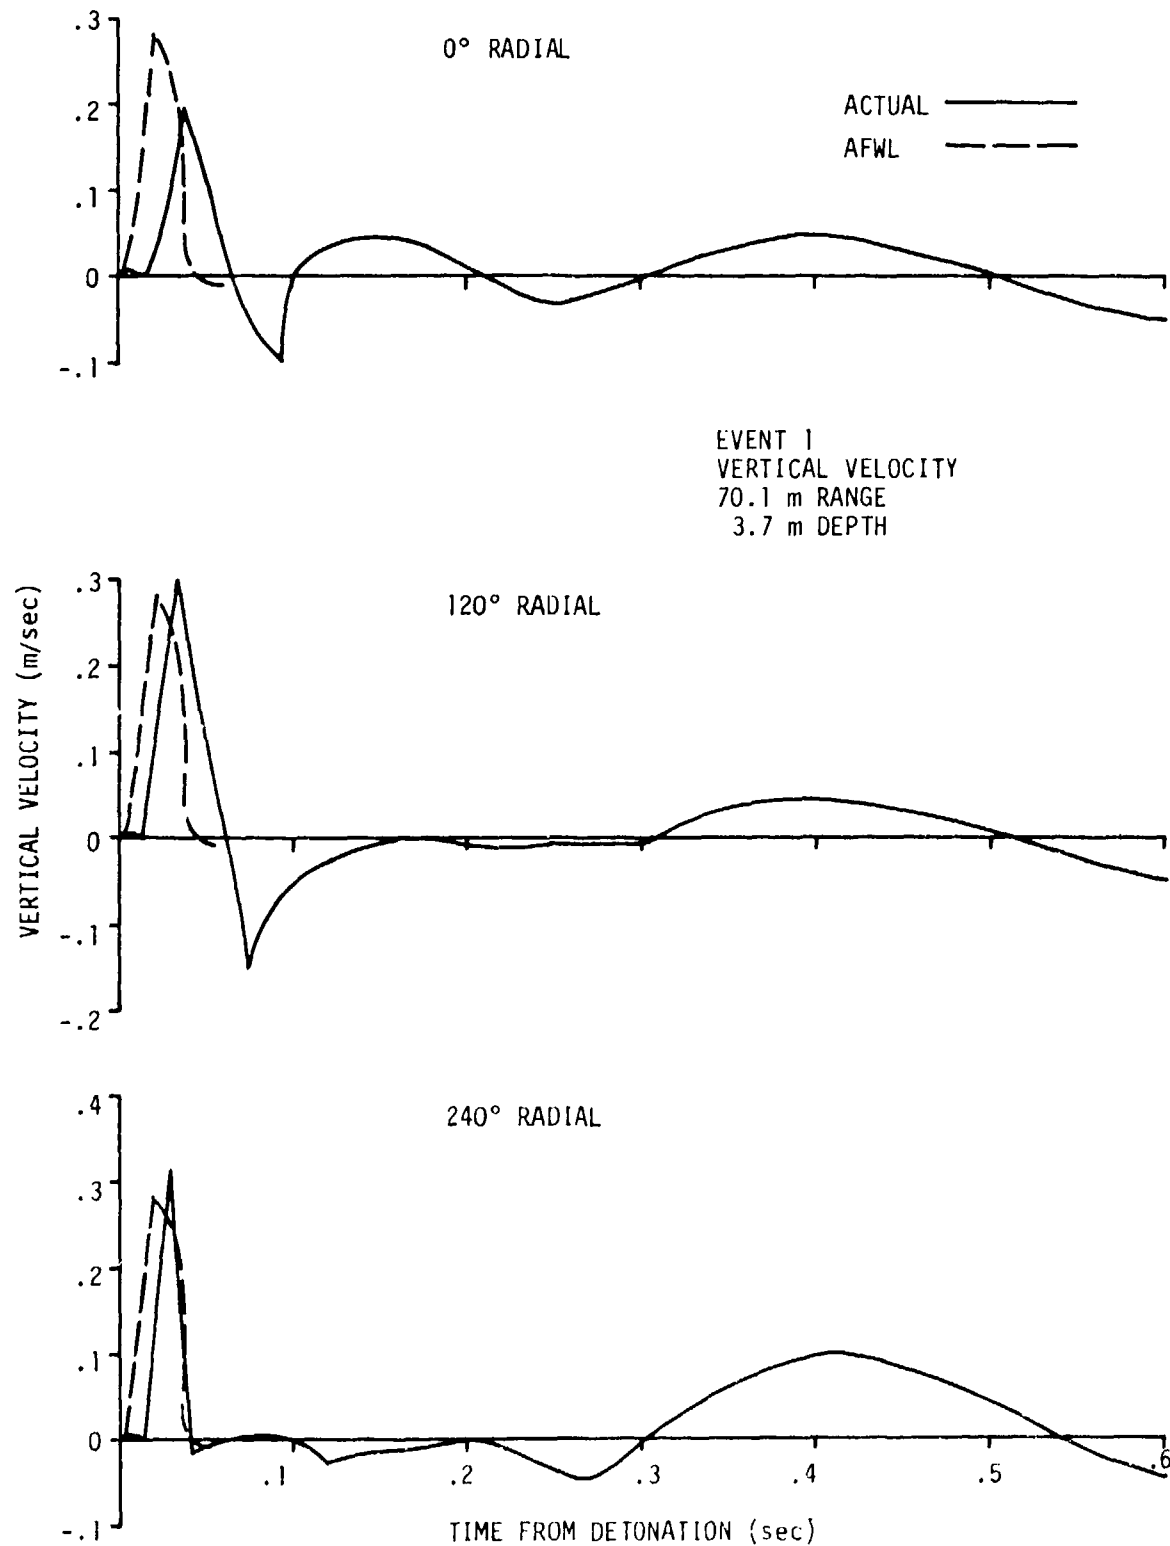 .3
0° RADIAL
ACTUAL
.2
AFWL
.1
0
-.1
EVENT 1
VERTICAL VELOCITY
70.1 m RANGE
3.7 m DEPTH
VERTICAL VELOCITY (m/sec)
.3
120° RADIAL
.2
.1
0
-.1
-.2
.4
240° RADIAL
.3
.2
.1
0
.1
.2
.3
.4
.5
.6
-.1
TIME FROM DETONATION (sec)